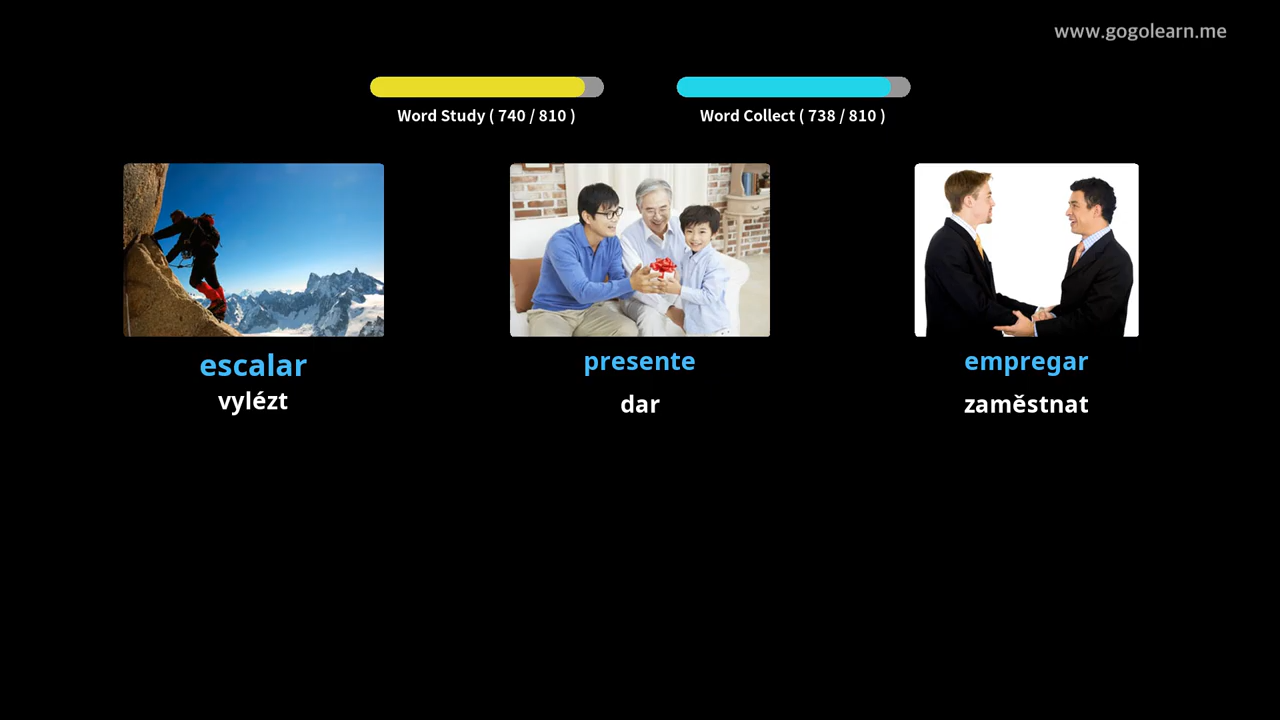 www.gogolearn.me
Word Study ( 740 / 810 )
Word Collect ( 738 / 810 )
escalar
vylézt
presente
dar
empregar
zaměstnat